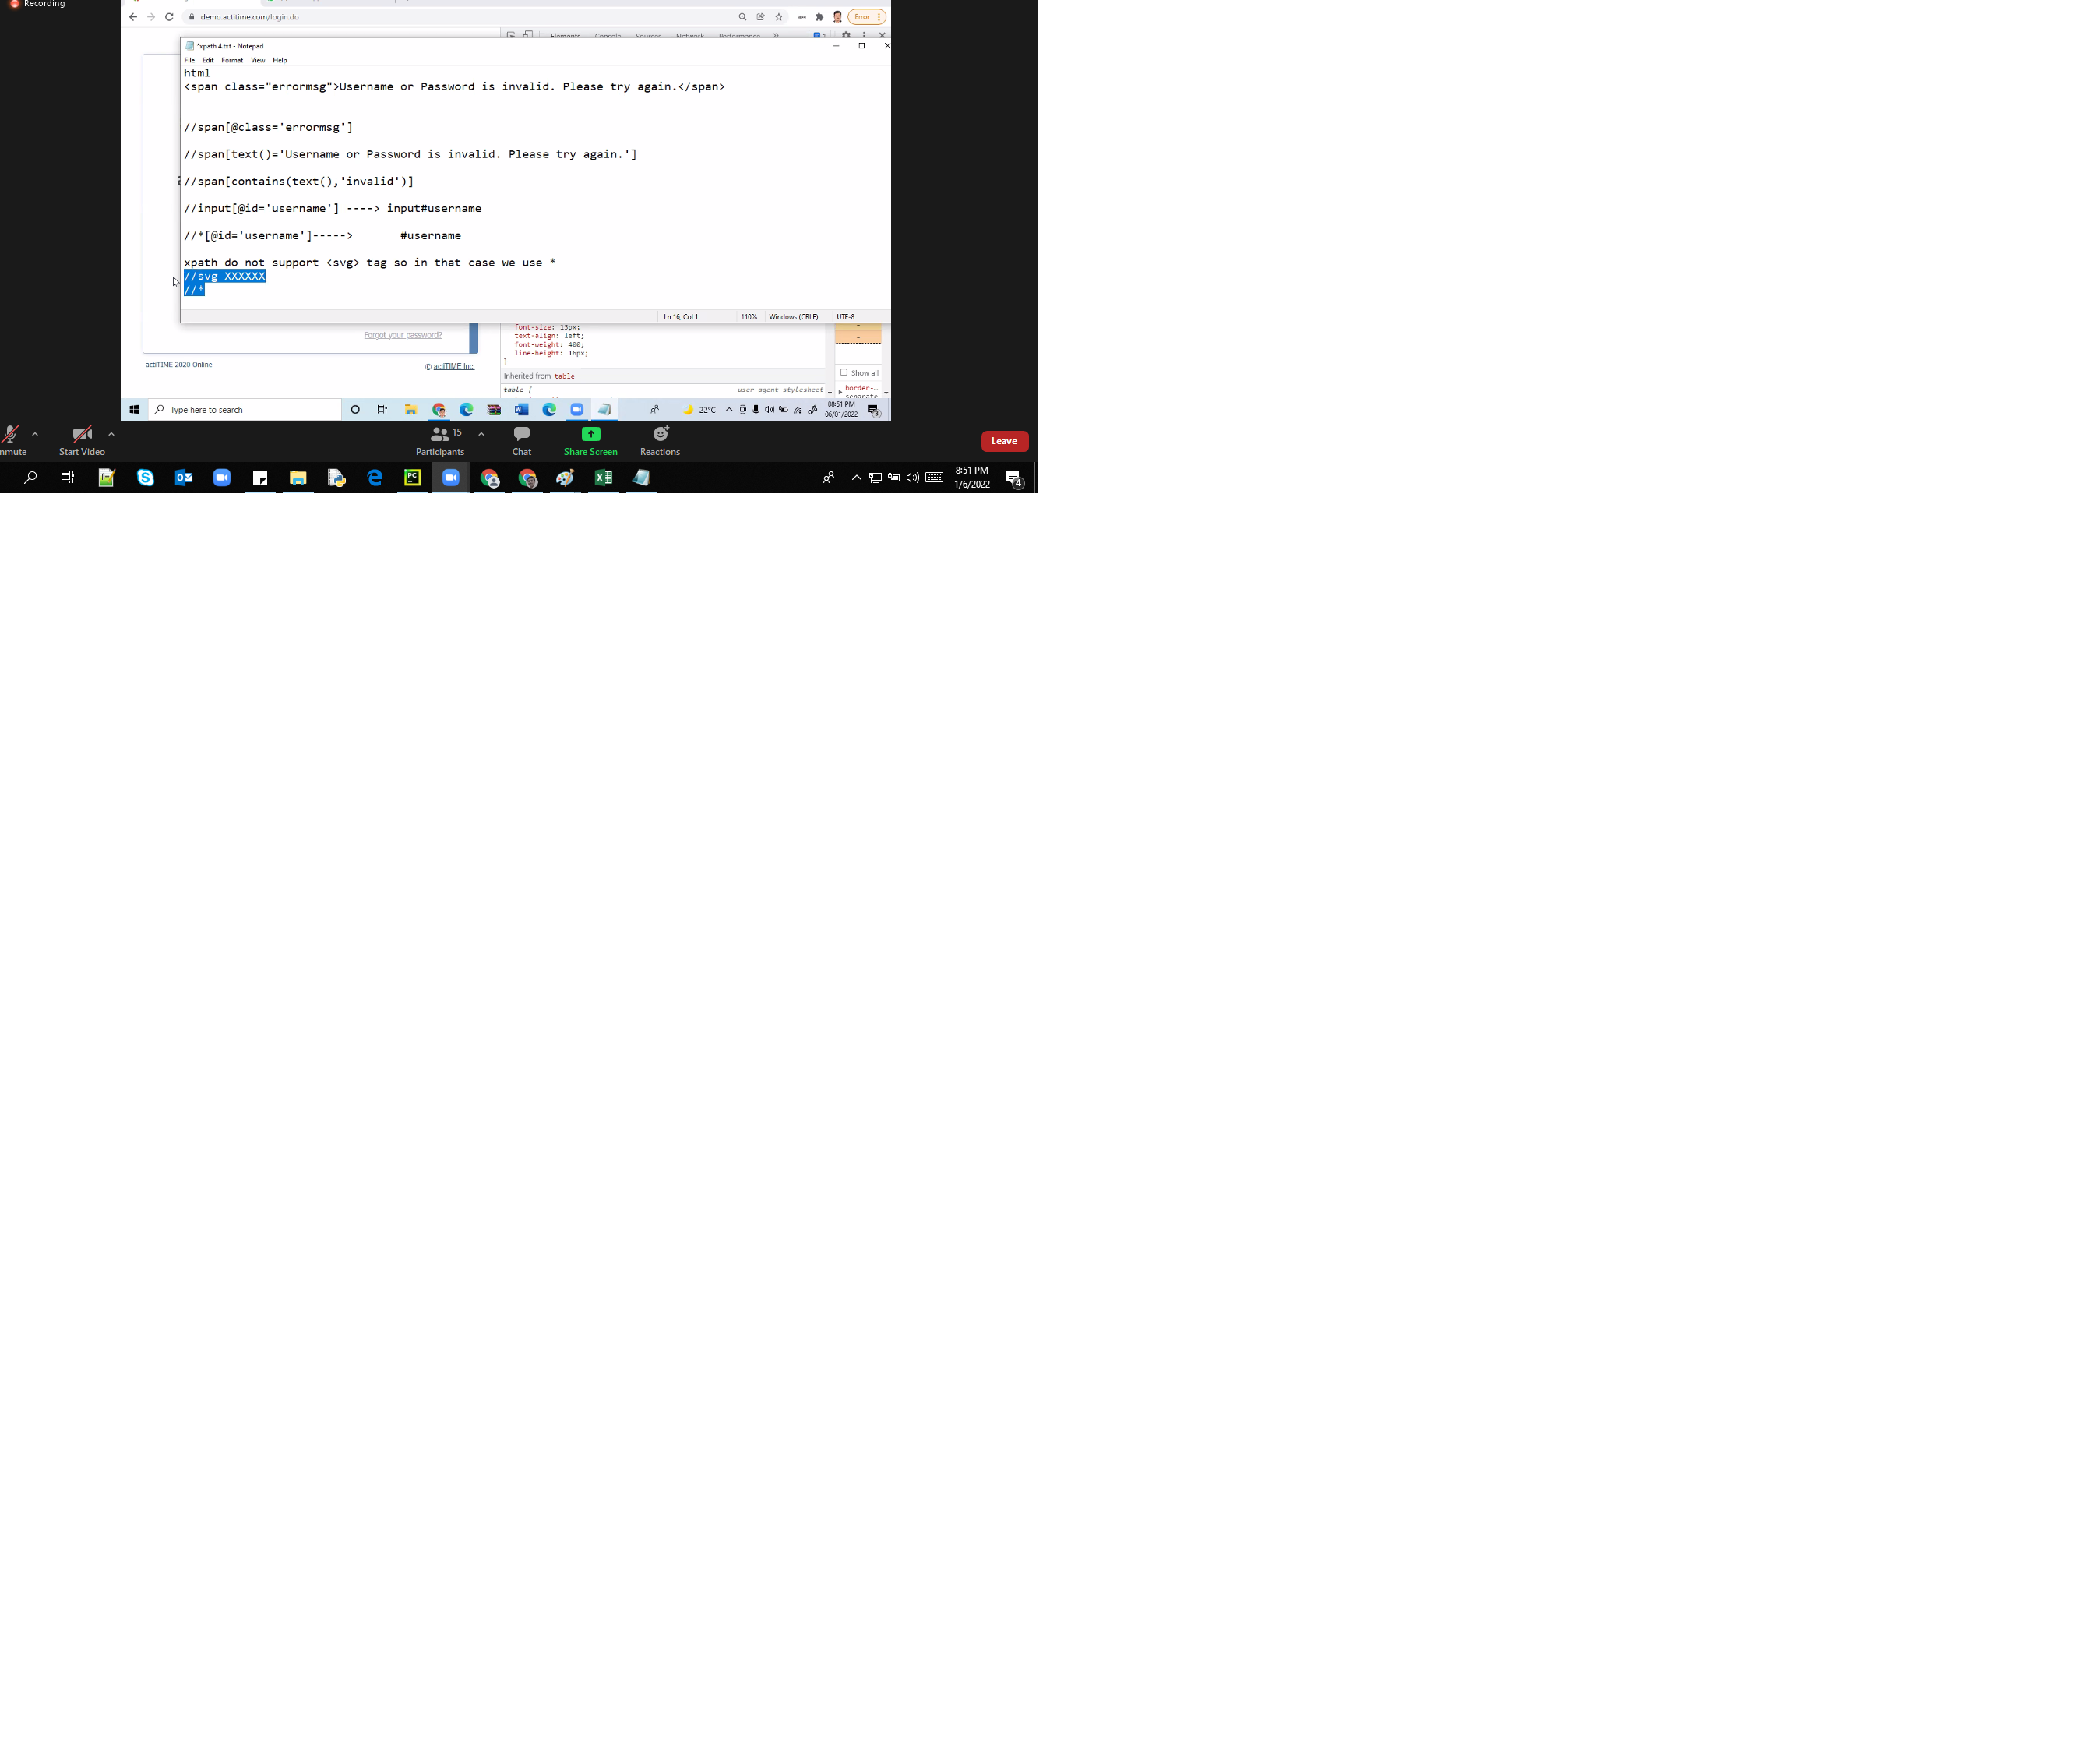 Recording
demo.actitime.com/login.do
Error
Elements Console Sources Network Performance » 1
*xpath 4.txt - Notepad
File Edit Format View Help
html
<span class="errormsg">Username or Password is invalid. Please try again.</span>
//span[@class='errormsg']
//span[text()='Username or Password is invalid. Please try again.']
//span[contains(text(),'invalid')]
//input[@id='username'] ----> input#username
//*[@id='username']-----> #username
xpath do not support <svg> tag so in that case we use *
//svg XXXXXX
//*
Ln 16, Col 1 110% Windows (CRLF) UTF-8
Forgot your password?
actiTIME 2020 Online
© actiTIME Inc.
font-size: 13px;
text-align: left;
font-weight: 400;
line-height: 16px;
}
Inherited from table
table { user agent stylesheet
Show all
border-…
separate
Type here to search
22°C
08:51 PM
06/01/2022
3
nmute
Start Video
15
Participants
Chat
Share Screen
Reactions
Leave
8:51 PM
1/6/2022
4